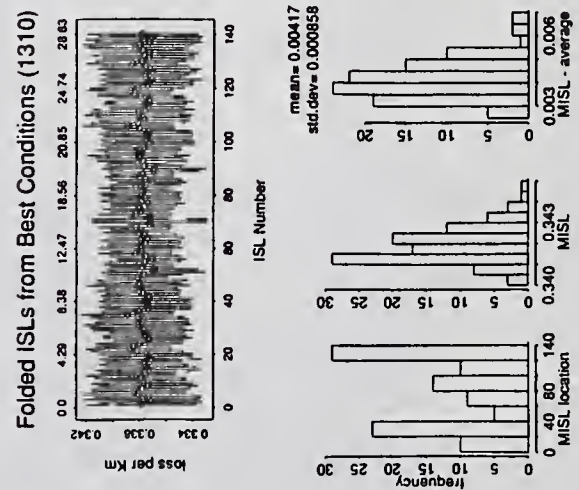 Folded ISLs from Best Conditions (1310)
0.0 4.29 8.38 12.47 18.56 20.85 24.74 28.83
0.342
0.338
0.334
loss per Km
0 20 40 60 80 100 120 140
ISL Number
mean= 0.00417
std.dev= 0.000858
30
25
20
15
10
5
0
frequency
0 40 80 140
MISL location
30
25
20
15
10
5
0
0.340 0.343
MISL
20
15
10
5
0
0.003 0.006
MISL - average